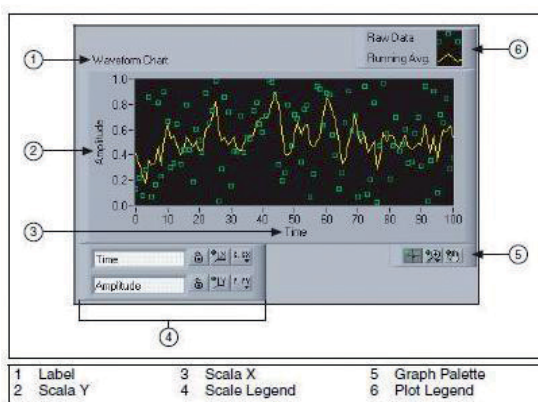 Raw Data
Running Avg.
6
1
Waveform Chart
1.0
0.8
0.6
0.4
0.2
0.0
2
Amplitude
0 10 20 30 40 50 60 70 80 90 100
3
Time
Time
Amplitude
5
4
1 Label 3 Scala X 5 Graph Palette
2 Scala Y 4 Scale Legend 6 Plot Legend